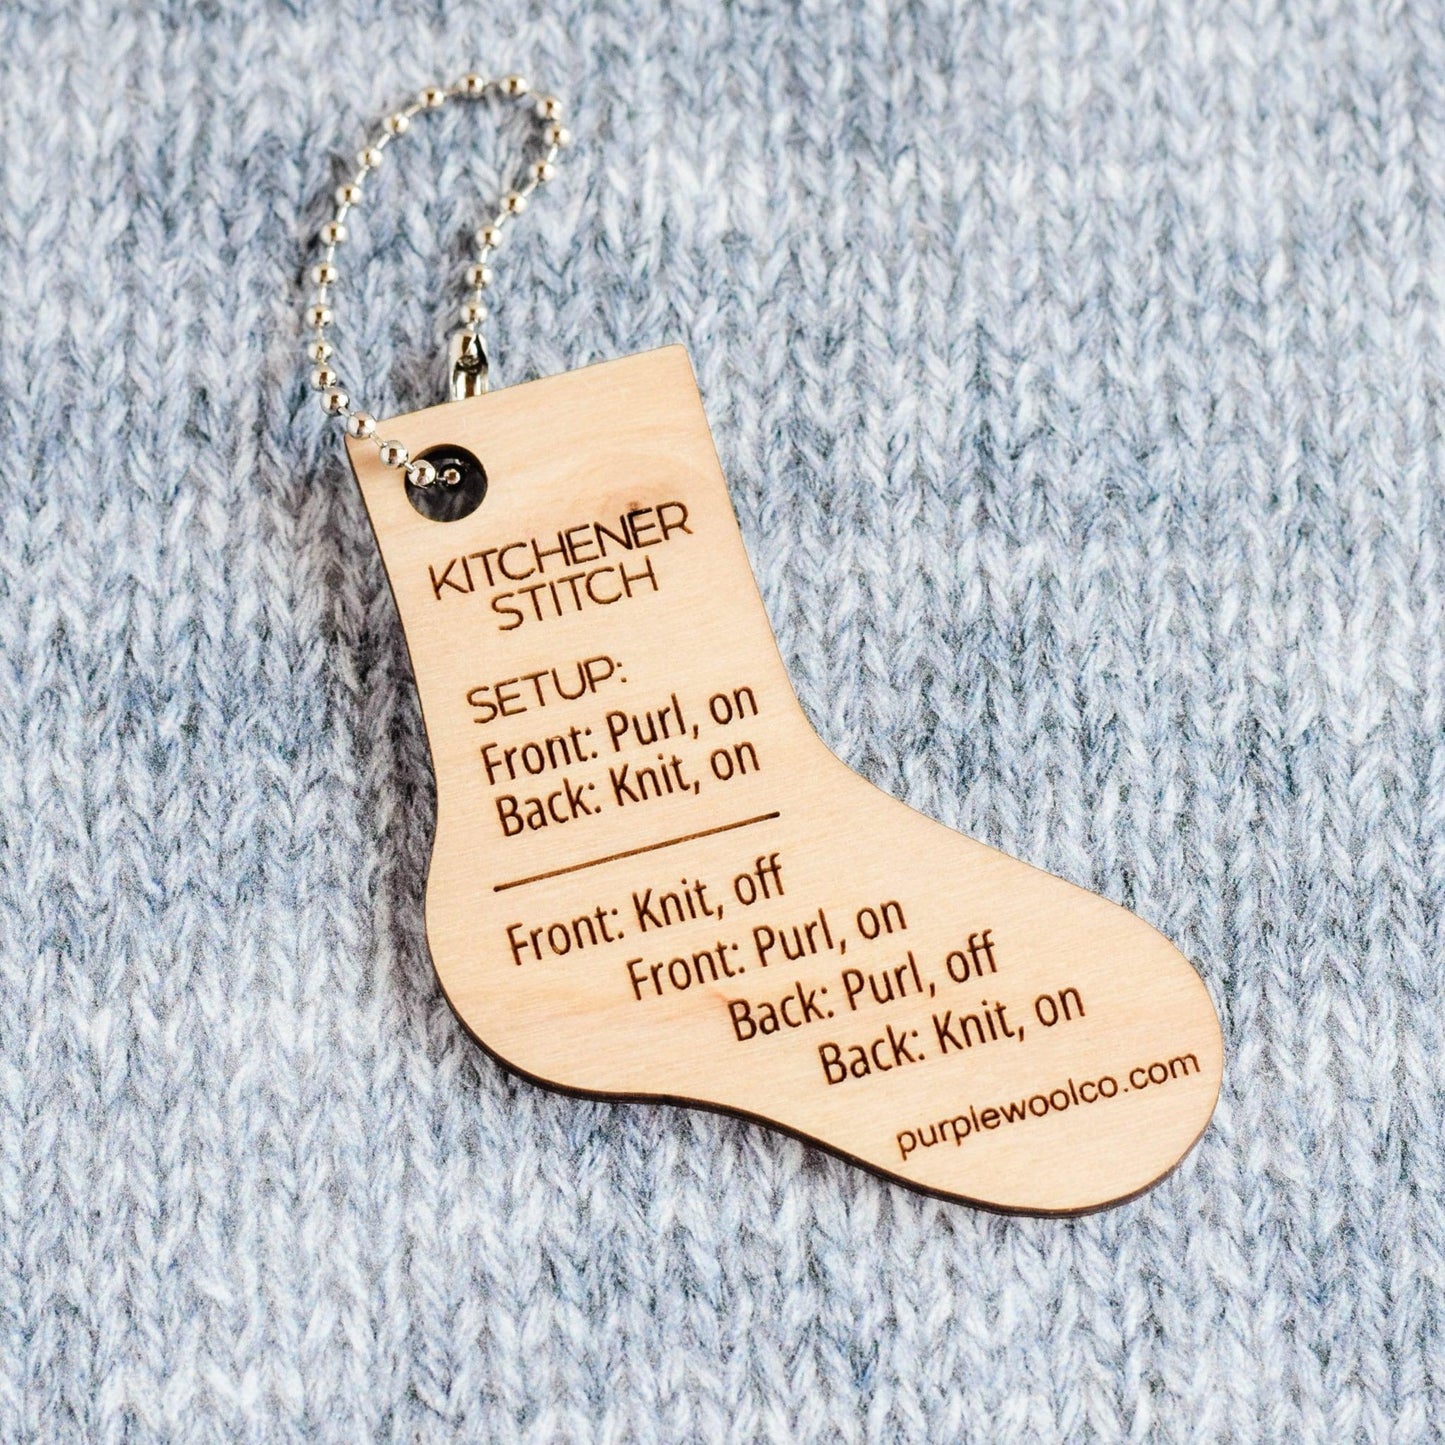 KITCHENER
STITCH
SETUP:
Front: Purl, on
Back: Knit, on
Front: Knit, off
Front: Purl, on
Back: Purl, off
Back: Knit, on
purplewoolco.com